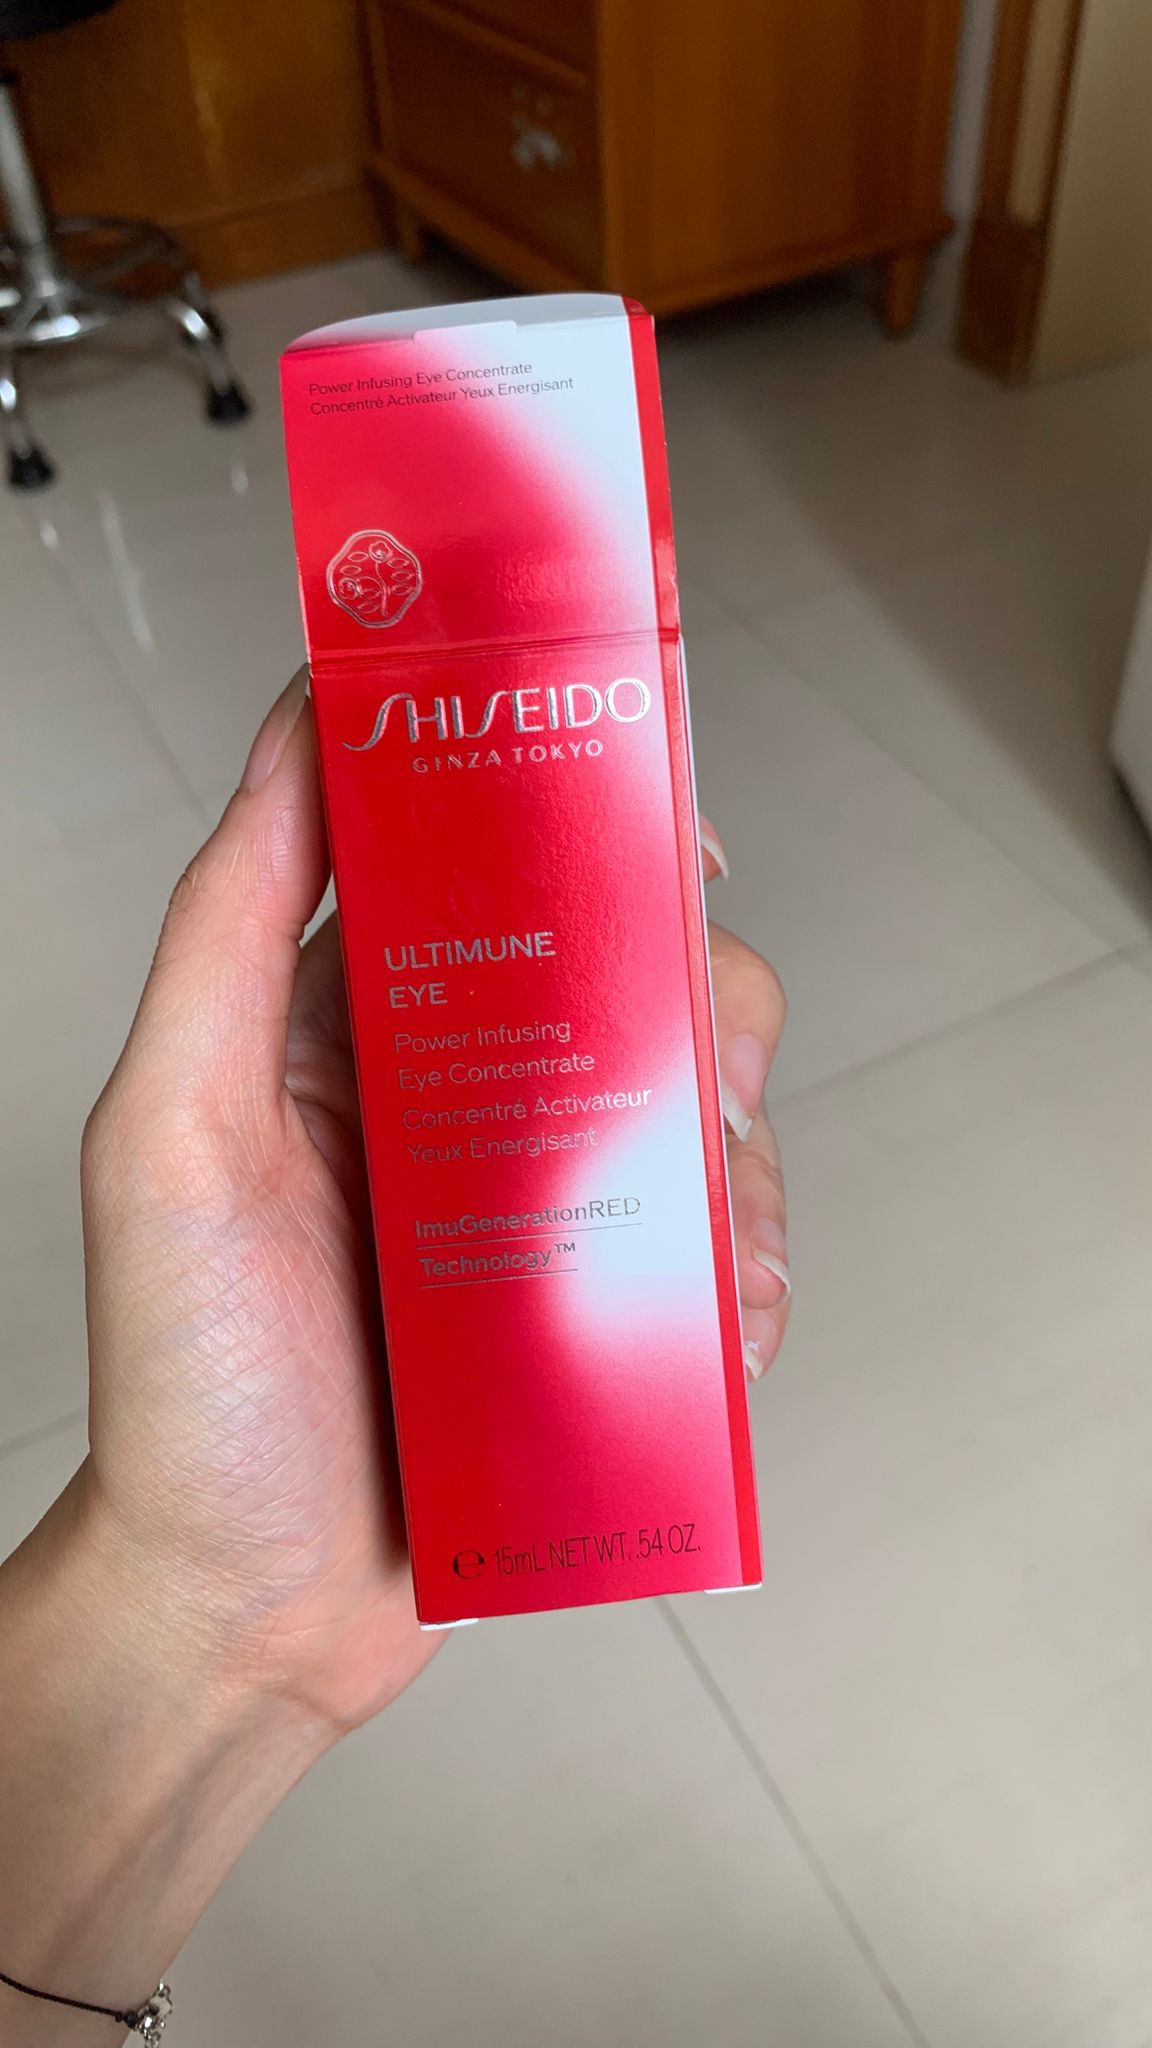 Power Infusing Eye Concentrate
Concentré Activateur Yeux Energisant
SHISEIDO
GINZA TOKYO
ULTIMUNE
EYE
Power Infusing
Eye Concentrate
Concentré Activateur
Yeux Energisant
ImuGenerationRED
Technology™
℮ 15mL NET WT. .54 OZ.